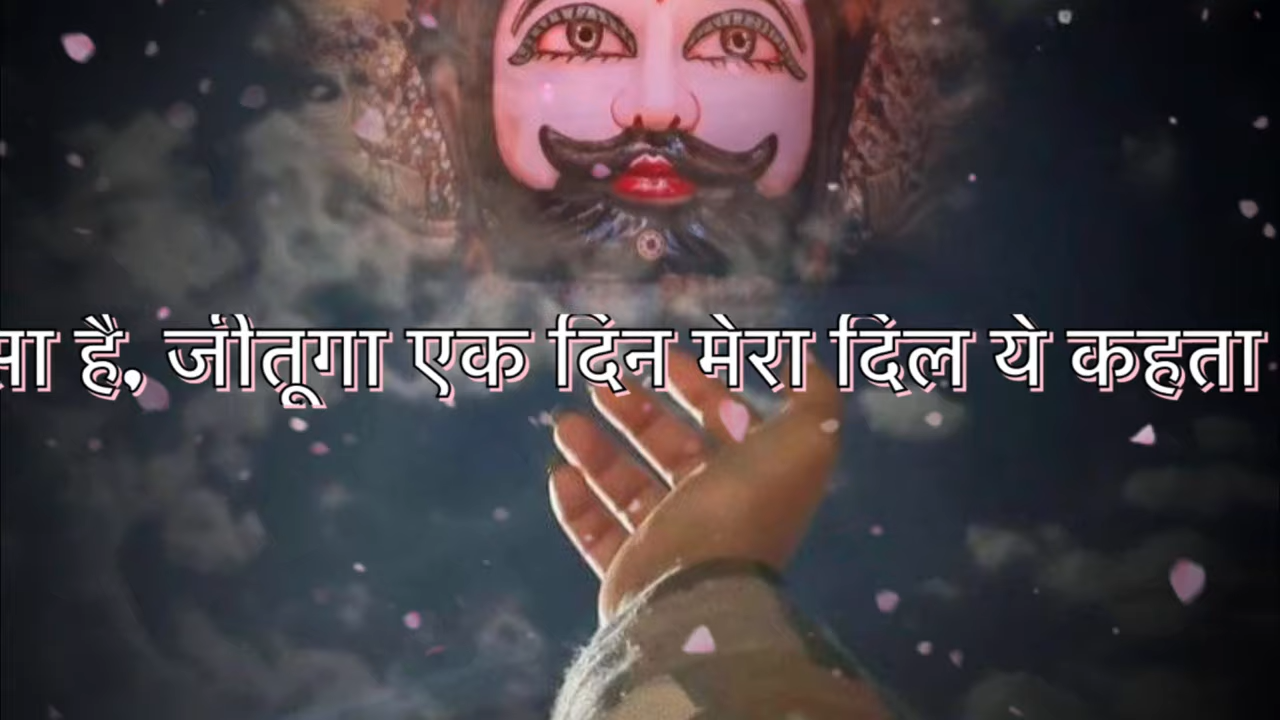 है, जीतूगा एक दिन मेरा दिल ये कहता